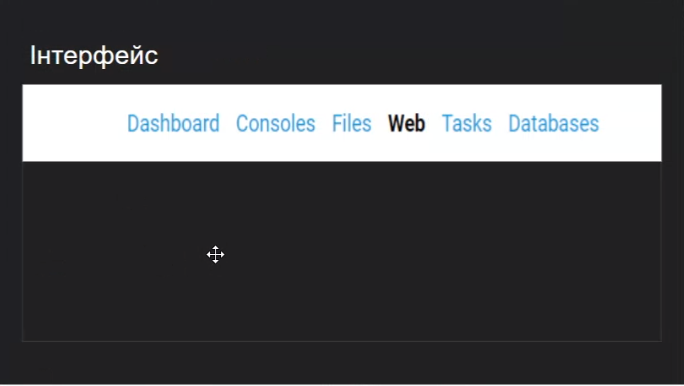 Інтерфейс
Dashboard Consoles Files Web Tasks Databases